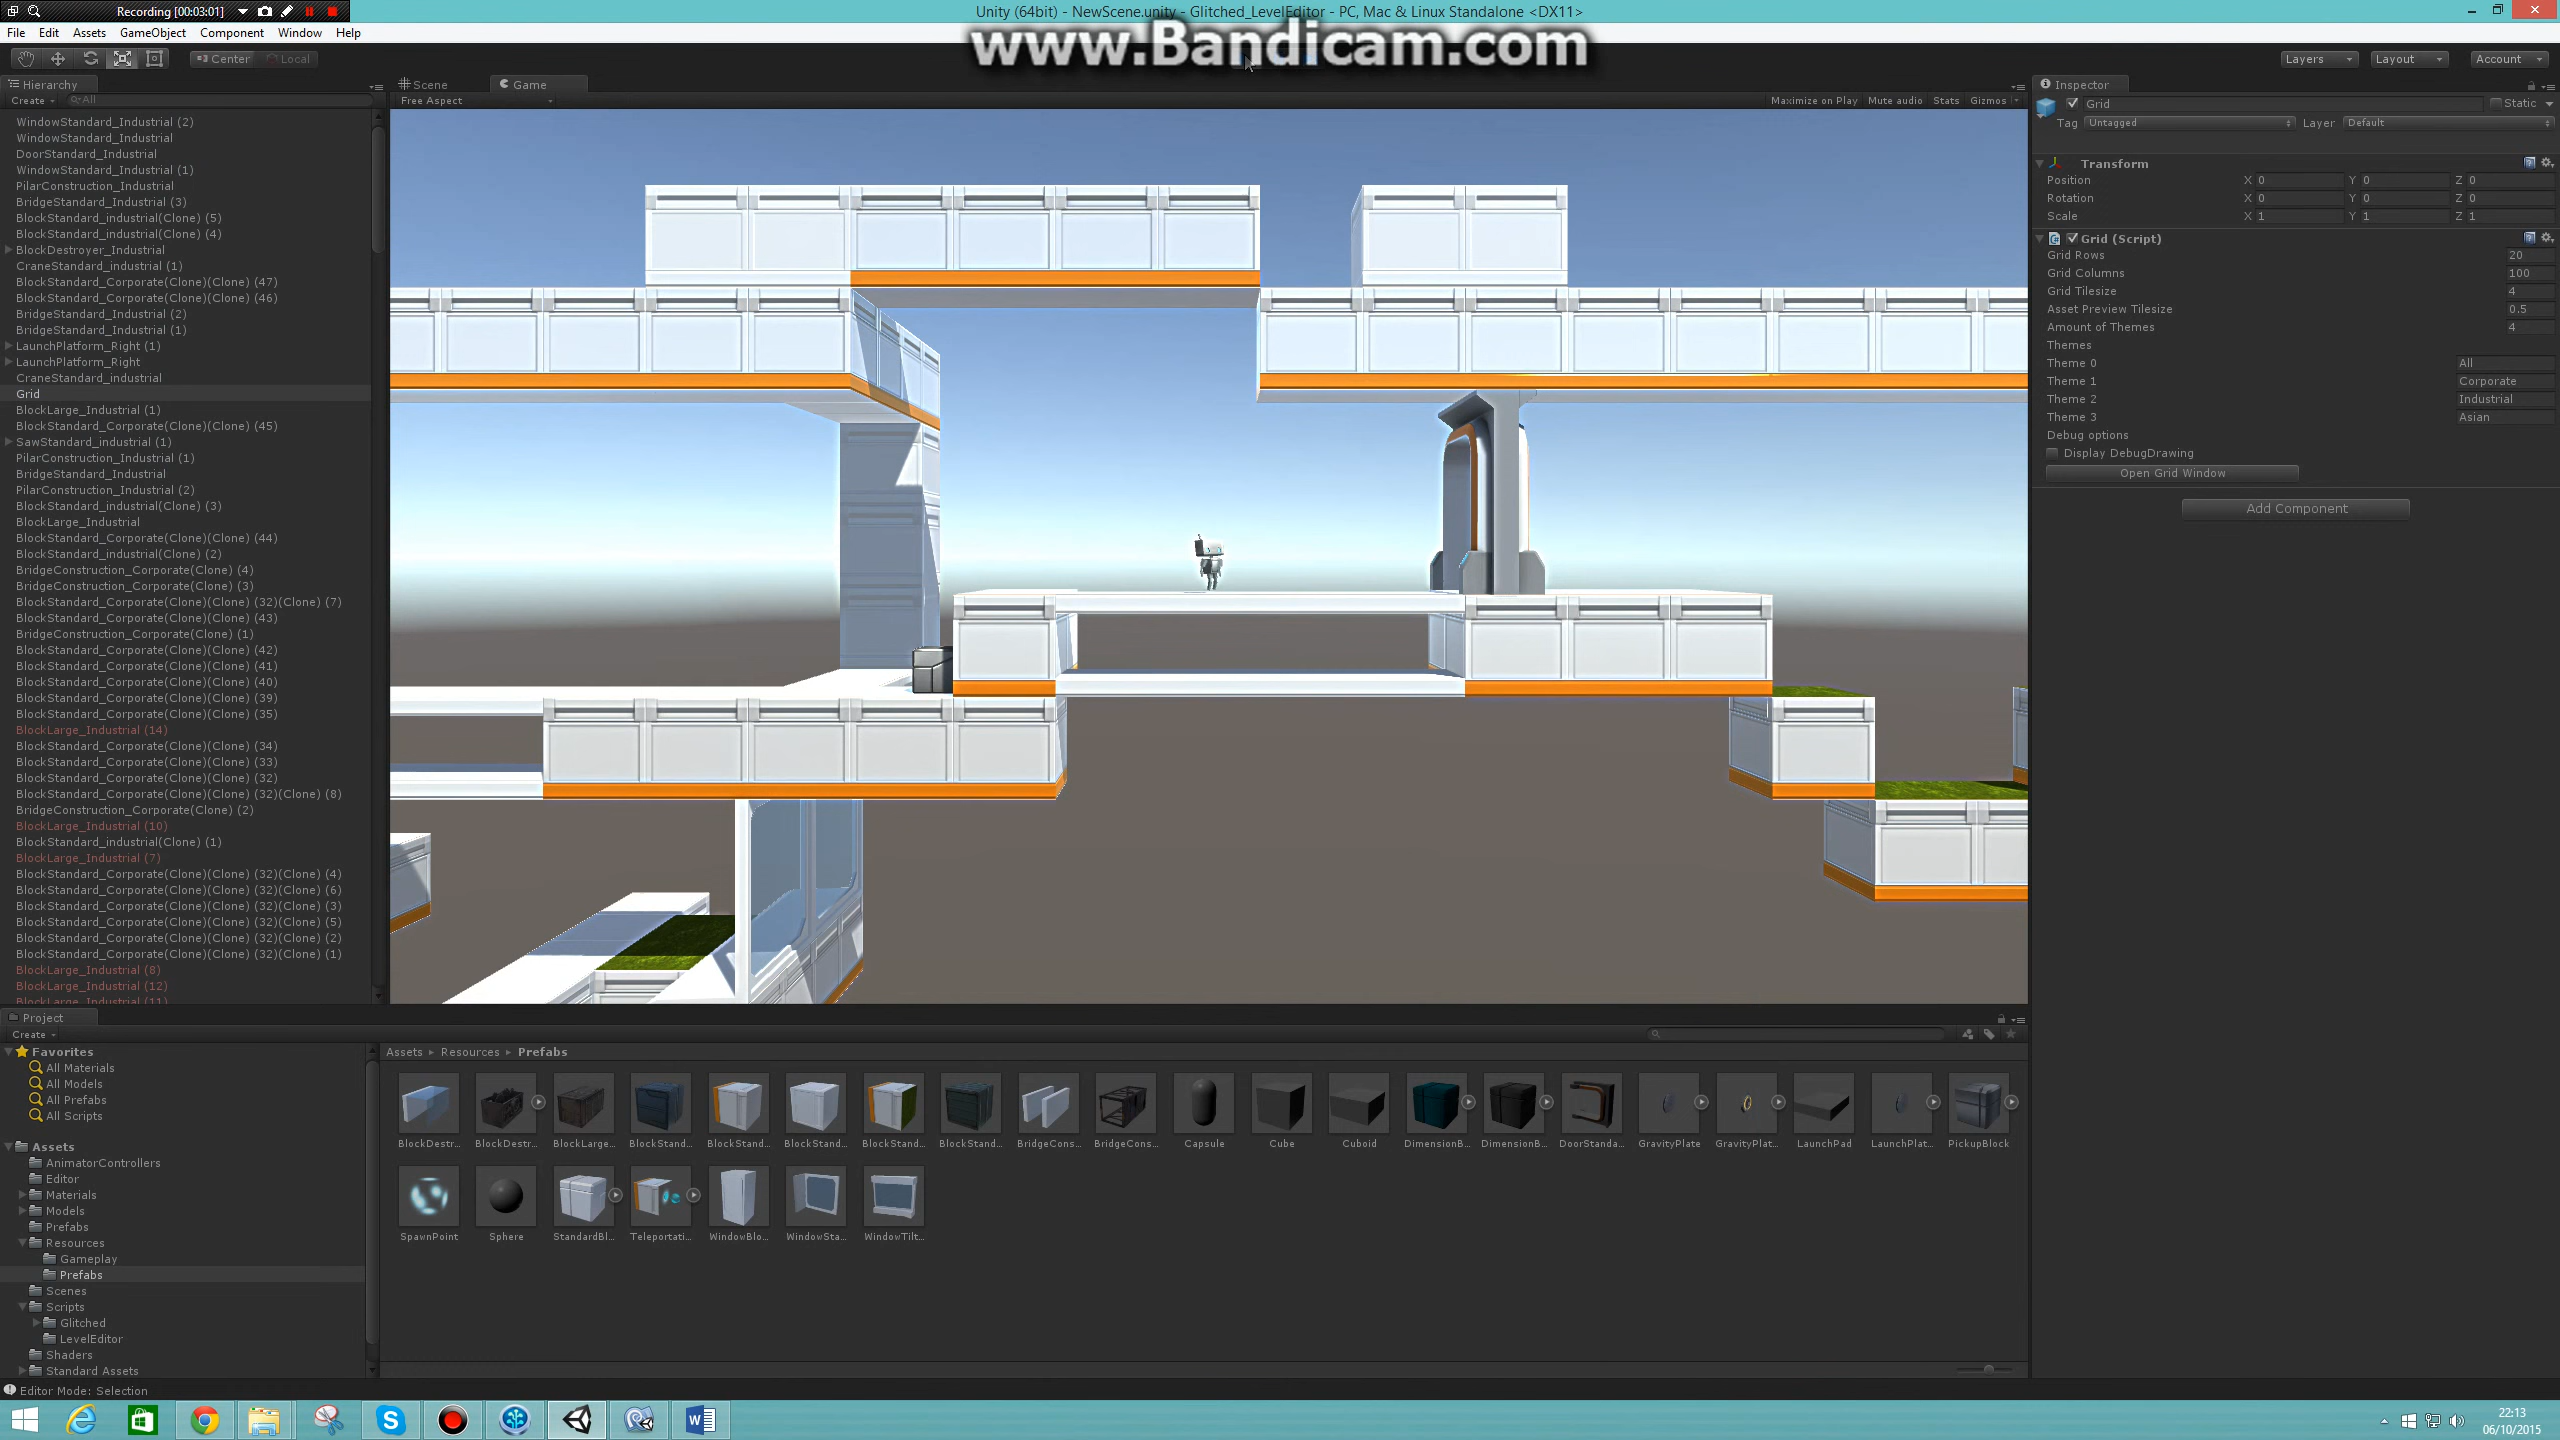 Recording [00:03:01]
Unity (64bit) - NewScene.unity - Glitched_LevelEditor - PC, Mac & Linux Standalone <DX11>
www.Bandicam.com
File Edit Assets GameObject Component Window Help
Center Local
Layers Layout Account
Hierarchy
Create All
WindowStandard_Industrial (2)
WindowStandard_Industrial
DoorStandard_Industrial
WindowStandard_Industrial (1)
PilarConstruction_Industrial
BridgeStandard_Industrial (3)
BlockStandard_industrial(Clone) (5)
BlockStandard_industrial(Clone) (4)
BlockDestroyer_Industrial
CraneStandard_industrial (1)
BlockStandard_Corporate(Clone)(Clone) (47)
BlockStandard_Corporate(Clone)(Clone) (46)
BridgeStandard_Industrial (2)
BridgeStandard_Industrial (1)
LaunchPlatform_Right (1)
LaunchPlatform_Right
CraneStandard_industrial
Grid
BlockLarge_Industrial (1)
BlockStandard_Corporate(Clone)(Clone) (45)
SawStandard_industrial (1)
PilarConstruction_Industrial (1)
BridgeStandard_Industrial
PilarConstruction_Industrial (2)
BlockStandard_industrial(Clone) (3)
BlockLarge_Industrial
BlockStandard_Corporate(Clone)(Clone) (44)
BlockStandard_industrial(Clone) (2)
BridgeConstruction_Corporate(Clone) (4)
BridgeConstruction_Corporate(Clone) (3)
BlockStandard_Corporate(Clone)(Clone) (32)(Clone) (7)
BlockStandard_Corporate(Clone)(Clone) (43)
BridgeConstruction_Corporate(Clone) (1)
BlockStandard_Corporate(Clone)(Clone) (42)
BlockStandard_Corporate(Clone)(Clone) (41)
BlockStandard_Corporate(Clone)(Clone) (40)
BlockStandard_Corporate(Clone)(Clone) (39)
BlockStandard_Corporate(Clone)(Clone) (35)
BlockLarge_Industrial (14)
BlockStandard_Corporate(Clone)(Clone) (34)
BlockStandard_Corporate(Clone)(Clone) (33)
BlockStandard_Corporate(Clone)(Clone) (32)
BlockStandard_Corporate(Clone)(Clone) (32)(Clone) (8)
BridgeConstruction_Corporate(Clone) (2)
BlockLarge_Industrial (10)
BlockStandard_industrial(Clone) (1)
BlockLarge_Industrial (7)
BlockStandard_Corporate(Clone)(Clone) (32)(Clone) (4)
BlockStandard_Corporate(Clone)(Clone) (32)(Clone) (6)
BlockStandard_Corporate(Clone)(Clone) (32)(Clone) (3)
BlockStandard_Corporate(Clone)(Clone) (32)(Clone) (5)
BlockStandard_Corporate(Clone)(Clone) (32)(Clone) (2)
BlockStandard_Corporate(Clone)(Clone) (32)(Clone) (1)
BlockLarge_Industrial (8)
BlockLarge_Industrial (12)
BlockLarge_Industrial (11)
Scene Game
Free Aspect Maximize on Play Mute audio Stats Gizmos
Inspector
Grid Static
Tag Untagged Layer Default
Transform
Position X 0 Y 0 Z 0
Rotation X 0 Y 0 Z 0
Scale X 1 Y 1 Z 1
Grid (Script)
Grid Rows 20
Grid Columns 100
Grid Tilesize 4
Asset Preview Tilesize 0.5
Amount of Themes 4
Themes
Theme 0 All
Theme 1 Corporate
Theme 2 Industrial
Theme 3 Asian
Debug options
Display DebugDrawing
Open Grid Window
Add Component
Project
Create
Favorites
All Materials
All Models
All Prefabs
All Scripts
Assets
AnimatorControllers
Editor
Materials
Models
Prefabs
Resources
Gameplay
Prefabs
Scenes
Scripts
Glitched
LevelEditor
Shaders
Standard Assets
Assets Resources Prefabs
BlockDestr... BlockDestr... BlockLarge... BlockStand... BlockStand... BlockStand... BlockStand... BlockStand... BridgeCons... BridgeCons... Capsule Cube Cuboid DimensionB... DimensionB... DoorStanda... GravityPlate GravityPlat... LaunchPad LaunchPlat... PickupBlock
SpawnPoint Sphere StandardBl... Teleportati... WindowBlo... WindowSta... WindowTilt...
Editor Mode: Selection
22:13
06/10/2015